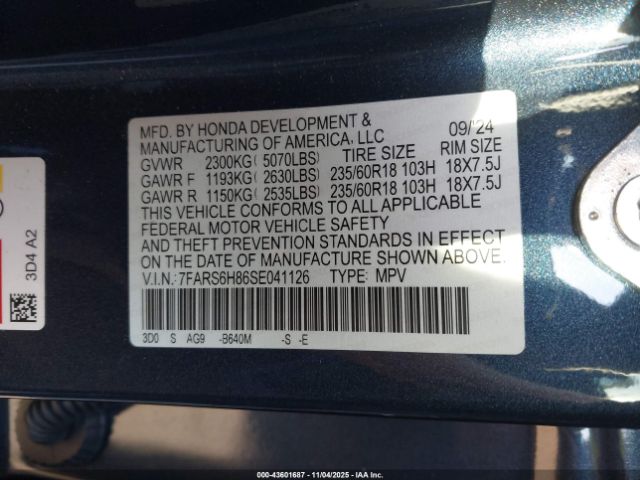 MFD. BY HONDA DEVELOPMENT &
MANUFACTURING OF AMERICA, LLC 09/'24
GVWR 2300KG( 5070LBS) TIRE SIZE RIM SIZE
GAWR F 1193KG( 2630LBS) 235/60R18 103H 18X7.5J
GAWR R 1150KG( 2535LBS) 235/60R18 103H 18X7.5J
THIS VEHICLE CONFORMS TO ALL APPLICABLE
FEDERAL MOTOR VEHICLE SAFETY
AND THEFT PREVENTION STANDARDS IN EFFECT
ON THE DATE OF MANUFACTURE SHOWN ABOVE.
V.I.N.:7FARS6H86SE041126 TYPE: MPV
3D0 S AG9 -B640M -S -E
3D4 A2
000-43601687 - 11/04/2025 - IAA Inc.